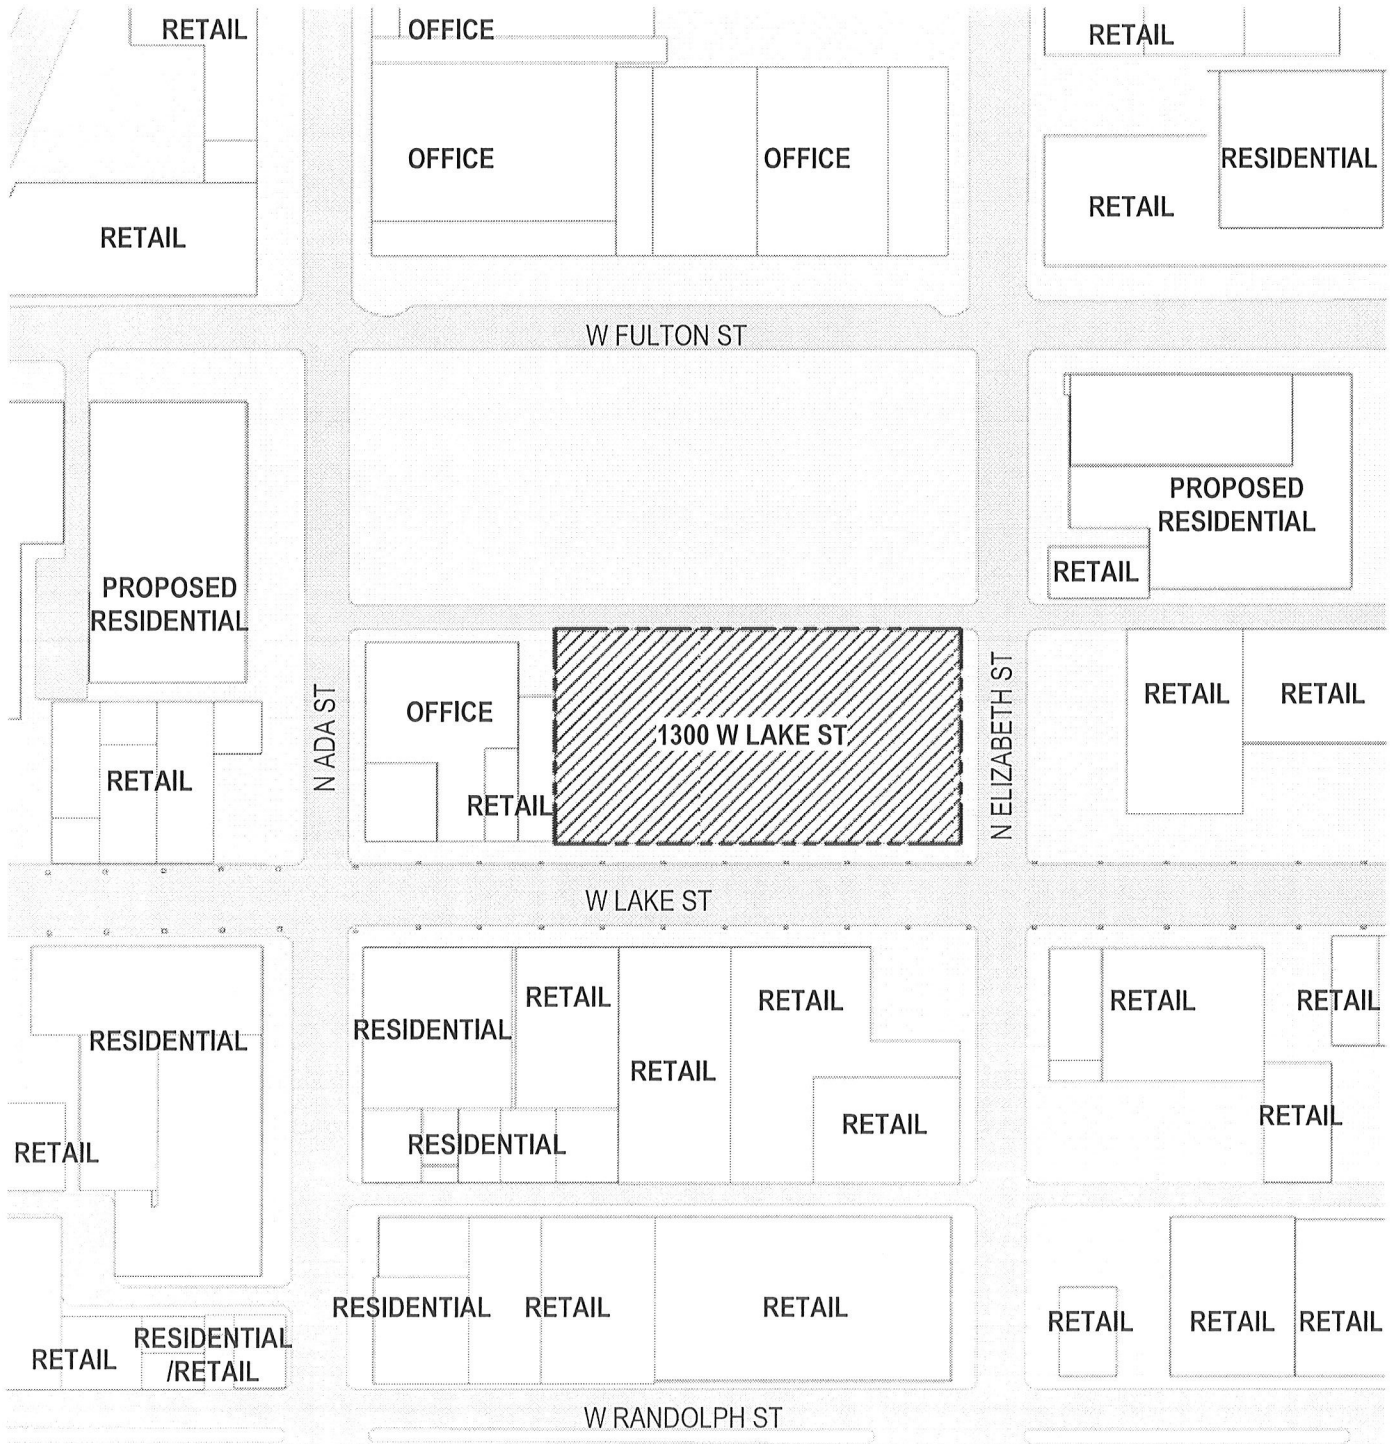 RETAIL
OFFICE
RETAIL
OFFICE
OFFICE
RESIDENTIAL
RETAIL
RETAIL
W FULTON ST
PROPOSED
RESIDENTIAL
RETAIL
PROPOSED
RESIDENTIAL
N ADA ST
OFFICE
1300 W LAKE ST
N ELIZABETH ST
RETAIL
RETAIL
RETAIL
RETAIL
W LAKE ST
RESIDENTIAL
RESIDENTIAL
RETAIL
RETAIL
RETAIL
RETAIL
RETAIL
RETAIL
RESIDENTIAL
RETAIL
RETAIL
RESIDENTIAL
RETAIL
RETAIL
RETAIL
RETAIL
RETAIL
RETAIL
RESIDENTIAL
/RETAIL
W RANDOLPH ST